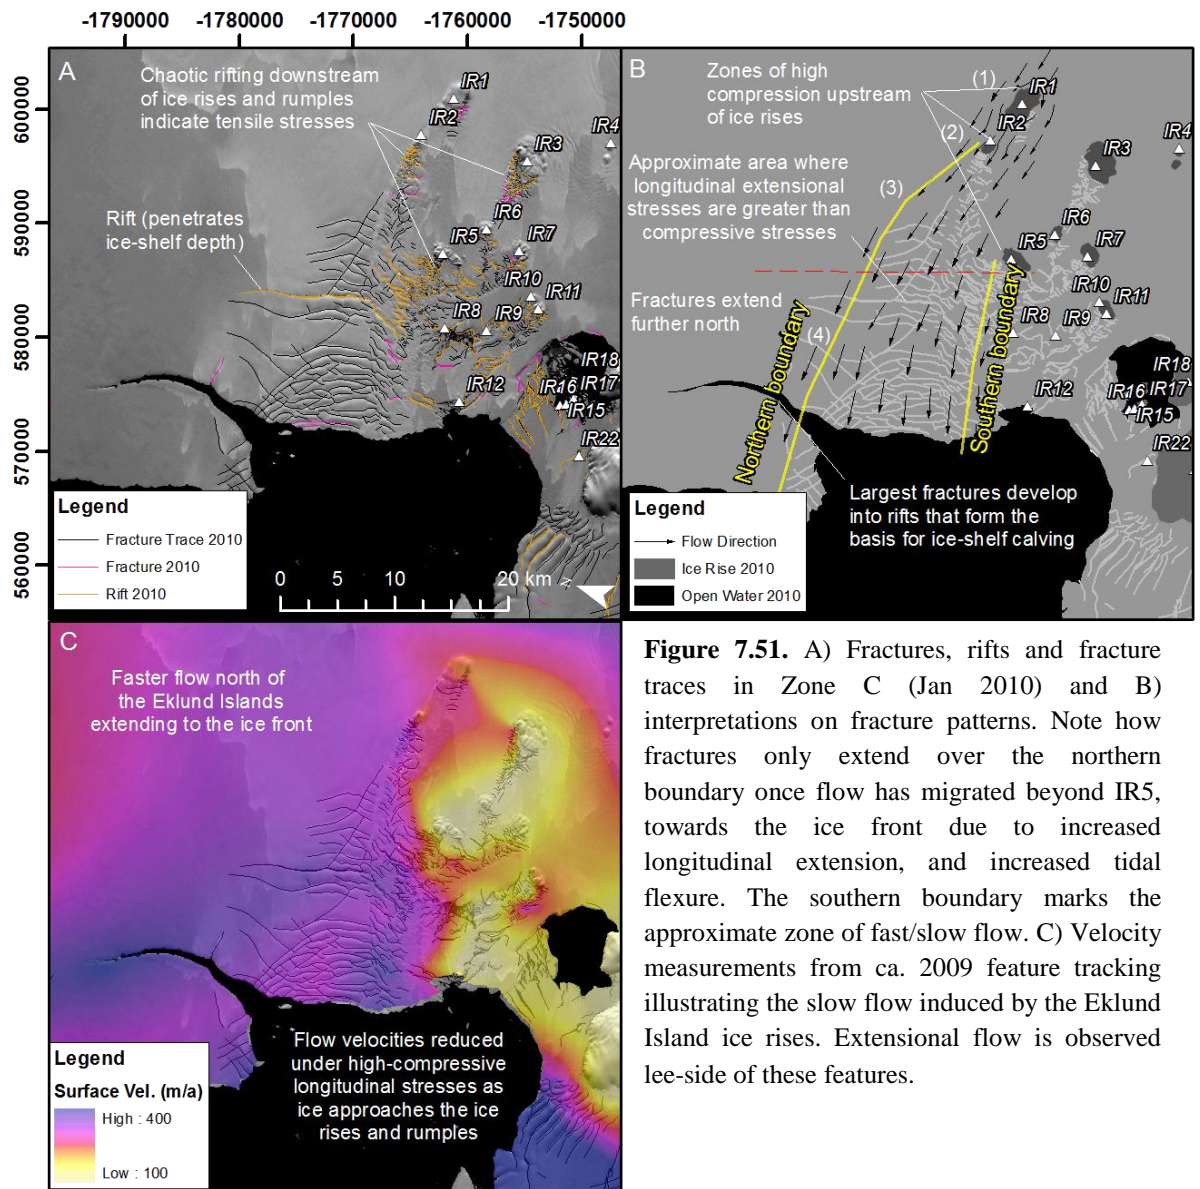 -1790000 -1780000 -1770000 -1760000 -1750000
600000
590000
580000
570000
560000
A
Chaotic rifting downstream
of ice rises and rumples
indicate tensile stresses
Rift (penetrates
ice-shelf depth)
IR1
IR2
IR3
IR4
IR6
IR5
IR7
IR10
IR11
IR8
IR9
IR12
IR18
IR16
IR17
IR15
IR22
Legend
Fracture Trace 2010
Fracture 2010
Rift 2010
0 5 10 20 km
N
B
Zones of high
compression upstream
of ice rises
Approximate area where
longitudinal extensional
stresses are greater than
compressive stresses
Fractures extend
further north
(1)
(2)
(3)
(4)
IR1
IR2
IR3
IR4
IR6
IR5
IR7
IR10
IR11
IR8
IR9
IR12
IR18
IR16
IR17
IR15
IR22
Northern boundary
Southern boundary
Largest fractures develop
into rifts that form the
basis for ice-shelf calving
Legend
Flow Direction
Ice Rise 2010
Open Water 2010
C
Faster flow north of
the Eklund Islands
extending to the ice front
Flow velocities reduced
under high-compressive
longitudinal stresses as
ice approaches the ice
rises and rumples
Legend
Surface Vel. (m/a)
High : 400
Low : 100
Figure 7.51. A) Fractures, rifts and fracture
traces in Zone C (Jan 2010) and B)
interpretations on fracture patterns. Note how
fractures only extend over the northern
boundary once flow has migrated beyond IR5,
towards the ice front due to increased
longitudinal extension, and increased tidal
flexure. The southern boundary marks the
approximate zone of fast/slow flow. C) Velocity
measurements from ca. 2009 feature tracking
illustrating the slow flow induced by the Eklund
Island ice rises. Extensional flow is observed
lee-side of these features.